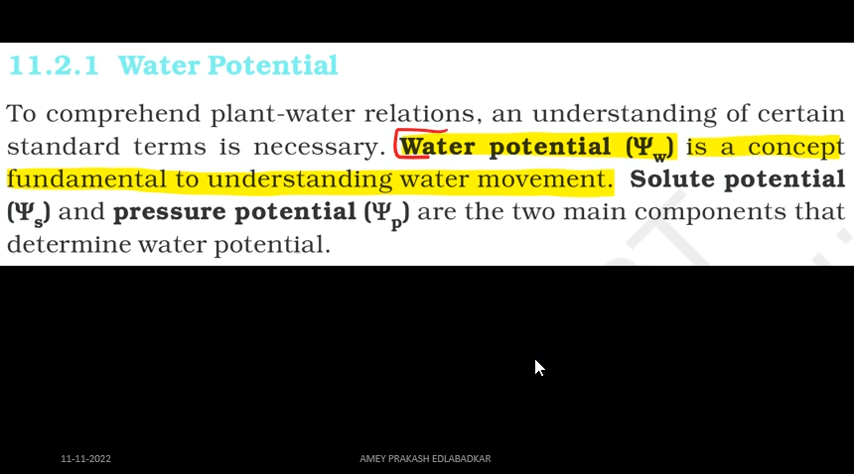 11.2.1 Water Potential
To comprehend plant-water relations, an understanding of certain
standard terms is necessary. Water potential (Ψw) is a concept
fundamental to understanding water movement. Solute potential
(Ψs) and pressure potential (Ψp) are the two main components that
determine water potential.
11-11-2022
AMEY PRAKASH EDLABADKAR